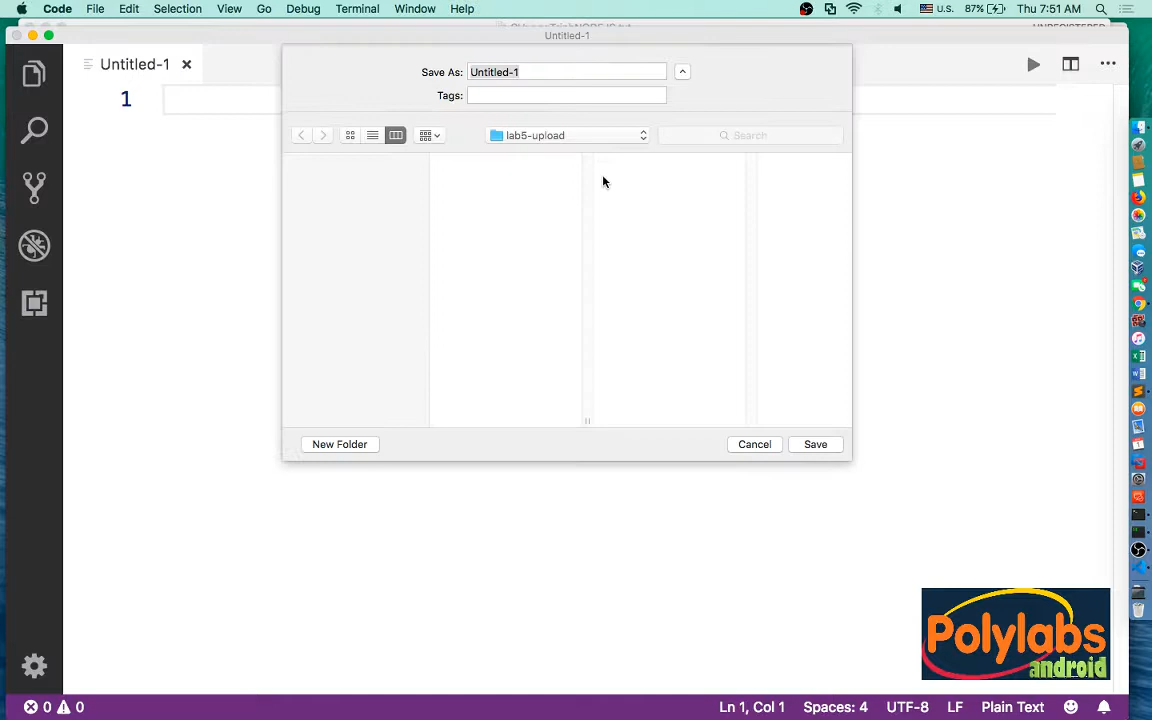 Code File Edit Selection View Go Debug Terminal Window Help U.S. 87% Thu 7:51 AM
Untitled-1
Untitled-1
Save As: Untitled-1
Tags:
1
lab5-upload
Search
New Folder
Cancel
Save
Polylabs
android
0 0
Ln 1, Col 1 Spaces: 4 UTF-8 LF Plain Text